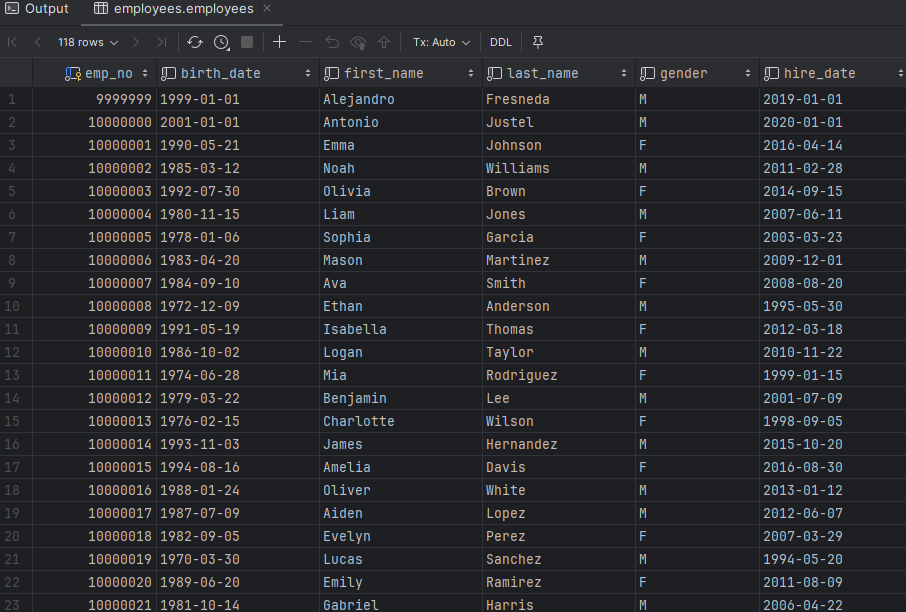 Output employees.employees
118 rows Tx: Auto DDL
emp_no birth_date first_name last_name gender hire_date
1 9999999 1999-01-01 Alejandro Fresneda M 2019-01-01
2 10000000 2001-01-01 Antonio Justel M 2020-01-01
3 10000001 1990-05-21 Emma Johnson F 2016-04-14
4 10000002 1985-03-12 Noah Williams M 2011-02-28
5 10000003 1992-07-30 Olivia Brown F 2014-09-15
6 10000004 1980-11-15 Liam Jones M 2007-06-11
7 10000005 1978-01-06 Sophia Garcia F 2003-03-23
8 10000006 1983-04-20 Mason Martinez M 2009-12-01
9 10000007 1984-09-10 Ava Smith F 2008-08-20
10 10000008 1972-12-09 Ethan Anderson M 1995-05-30
11 10000009 1991-05-19 Isabella Thomas F 2012-03-18
12 10000010 1986-10-02 Logan Taylor M 2010-11-22
13 10000011 1974-06-28 Mia Rodriguez F 1999-01-15
14 10000012 1979-03-22 Benjamin Lee M 2001-07-09
15 10000013 1976-02-15 Charlotte Wilson F 1998-09-05
16 10000014 1993-11-03 James Hernandez M 2015-10-20
17 10000015 1994-08-16 Amelia Davis F 2016-08-30
18 10000016 1988-01-24 Oliver White M 2013-01-12
19 10000017 1987-07-09 Aiden Lopez M 2012-06-07
20 10000018 1982-09-05 Evelyn Perez F 2007-03-29
21 10000019 1970-03-30 Lucas Sanchez M 1994-05-20
22 10000020 1989-06-20 Emily Ramirez F 2011-08-09
23 10000021 1981-10-14 Gabriel Harris M 2006-04-22